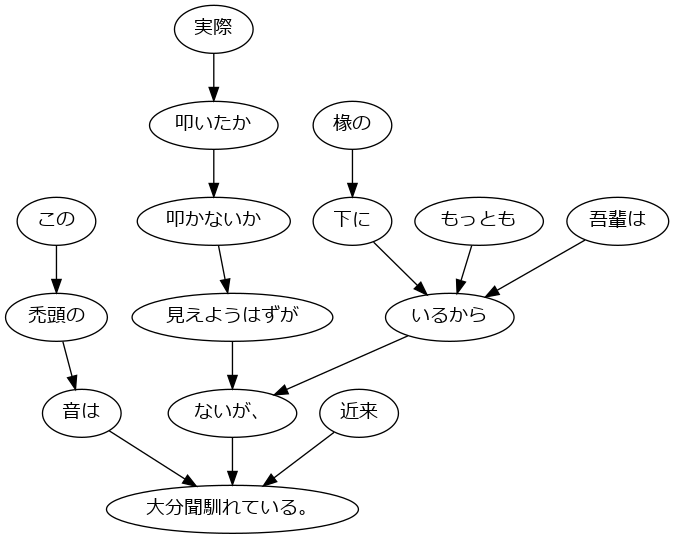 実際
叩いたか
椽の
この
叩かないか
下に
もっとも
吾輩は
禿頭の
見えようはずが
いるから
音は
ないが、
近来
大分聞馴れている。